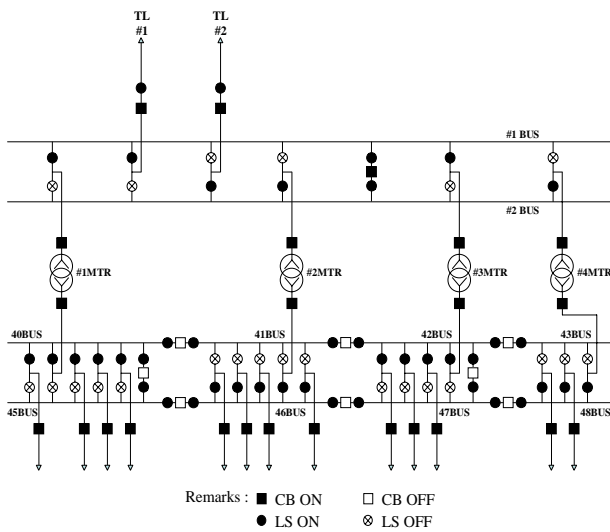 TL
#1
TL
#2
#1 BUS
#2 BUS
#1MTR
#2MTR
#3MTR
#4MTR
40BUS
41BUS
42BUS
43BUS
45BUS
46BUS
47BUS
48BUS
Remarks : CB ON CB OFF
LS ON LS OFF